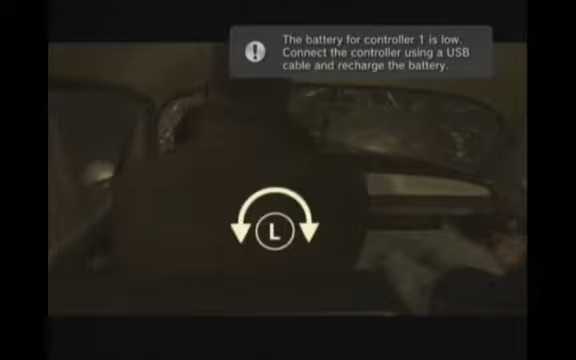 The battery for controller 1 is low.
Connect the controller using a USB
cable and recharge the battery.
L